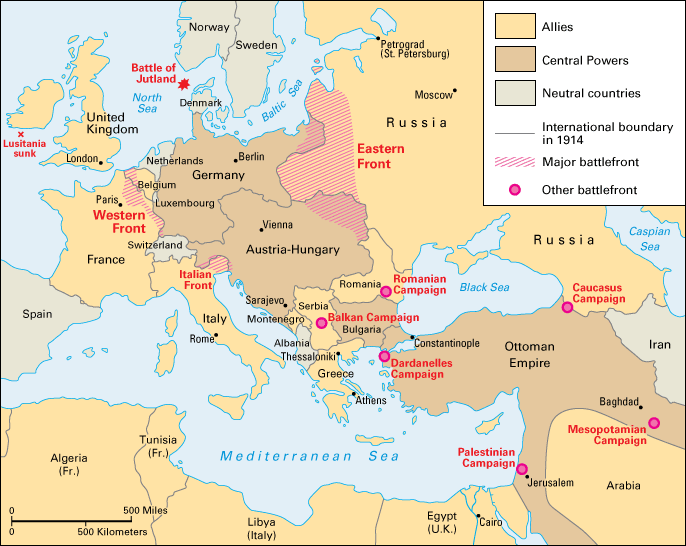 Allies
Central Powers
Neutral countries
International boundary
in 1914
Major battlefront
Other battlefront
Norway
Sweden
Petrograd
(St. Petersburg)
Battle of
Jutland
North
Sea
Denmark
Baltic Sea
Moscow
Russia
United
Kingdom
Lusitania
sunk
London
Netherlands
Berlin
Germany
Eastern
Front
Belgium
Paris
Luxembourg
Western
Front
Vienna
Switzerland
Austria-Hungary
France
Russia
Caspian
Sea
Italian
Front
Romania
Romanian
Campaign
Black Sea
Caucasus
Campaign
Spain
Sarajevo
Serbia
Italy
Montenegro
Balkan Campaign
Bulgaria
Rome
Albania
Constantinople
Ottoman
Empire
Iran
Thessaloniki
Dardanelles
Campaign
Greece
Athens
Baghdad
Mesopotamian
Campaign
Algeria
(Fr.)
Tunisia
(Fr.)
Mediterranean Sea
Palestinian
Campaign
Jerusalem
Arabia
0 500 Miles
0 500 Kilometers
Libya
(Italy)
Egypt
(U.K.)
Cairo